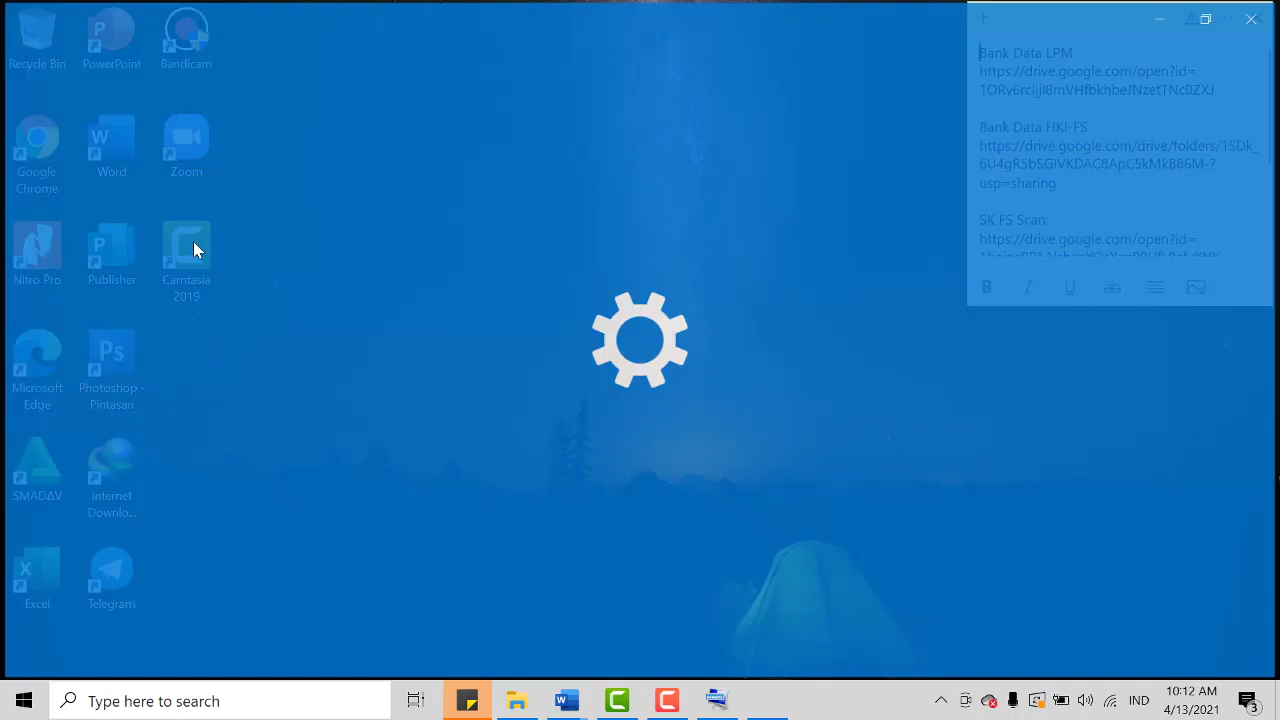 Recycle Bin
PowerPoint
Bandicam
Google
Chrome
Word
Zoom
Nitro Pro
Publisher
Camtasia
2019
Microsoft
Edge
Photoshop -
Pintasan
SMADΔV
Internet
Downlo...
Excel
Telegram
Bank Data LPM:
https://drive.google.com/open?id=
Bank Data HKI-FS:
https://drive.google.com/drive/folders/1SDk_
6U4gR5bSGIVKDAC8ApC5kMkB86M-?
usp=sharing
SK FS Scan:
https://drive.google.com/open?id=
B I U ab
Type here to search
IND
10:12 AM
4/13/2021
3